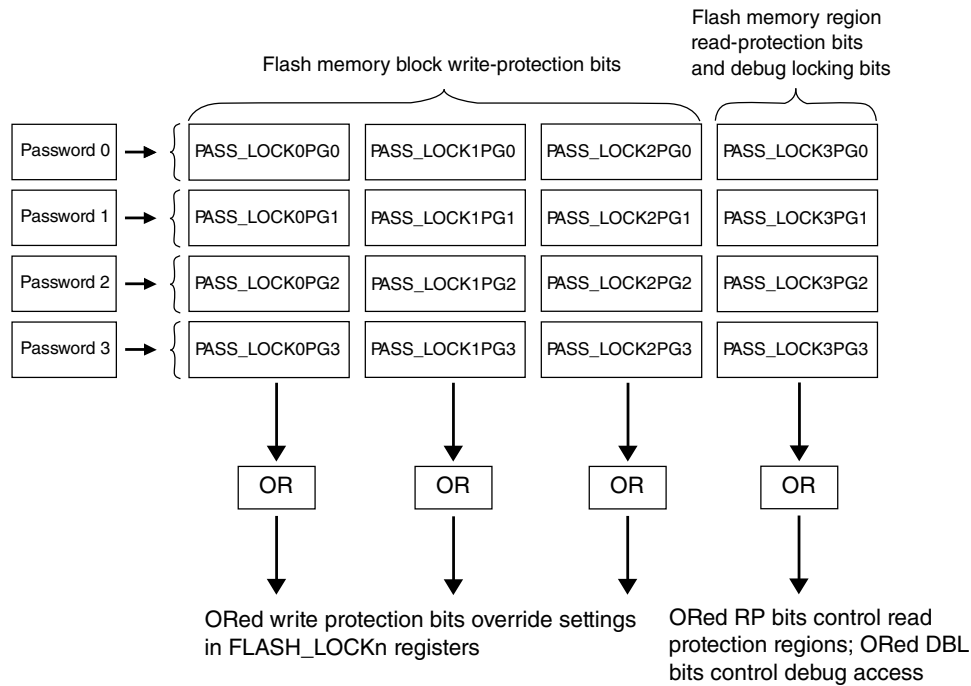 Flash memory region
read-protection bits
and debug locking bits
Flash memory block write-protection bits
Password 0
PASS_LOCK0PG0
PASS_LOCK1PG0
PASS_LOCK2PG0
PASS_LOCK3PG0
Password 1
PASS_LOCK0PG1
PASS_LOCK1PG1
PASS_LOCK2PG1
PASS_LOCK3PG1
Password 2
PASS_LOCK0PG2
PASS_LOCK1PG2
PASS_LOCK2PG2
PASS_LOCK3PG2
Password 3
PASS_LOCK0PG3
PASS_LOCK1PG3
PASS_LOCK2PG3
PASS_LOCK3PG3
OR
OR
OR
OR
ORed write protection bits override settings
in FLASH_LOCKn registers
ORed RP bits control read
protection regions; ORed DBL
bits control debug access